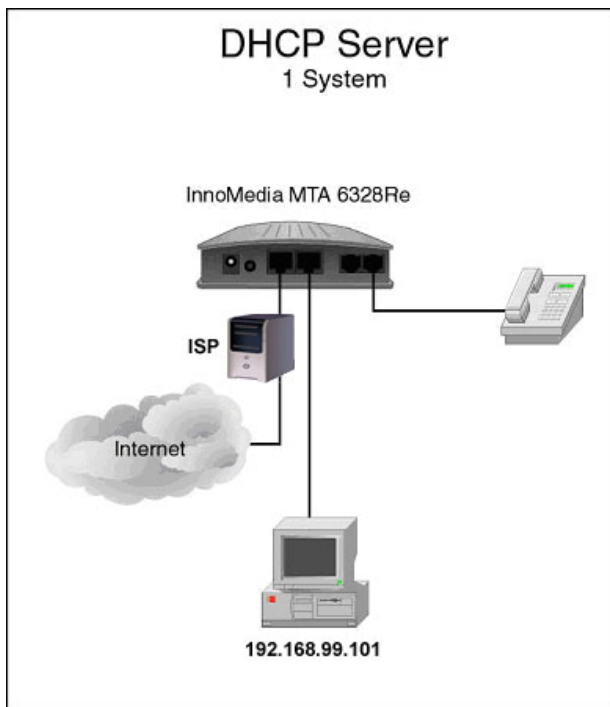 DHCP Server
1 System
InnoMedia MTA 6328Re
ISP
Internet
192.168.99.101